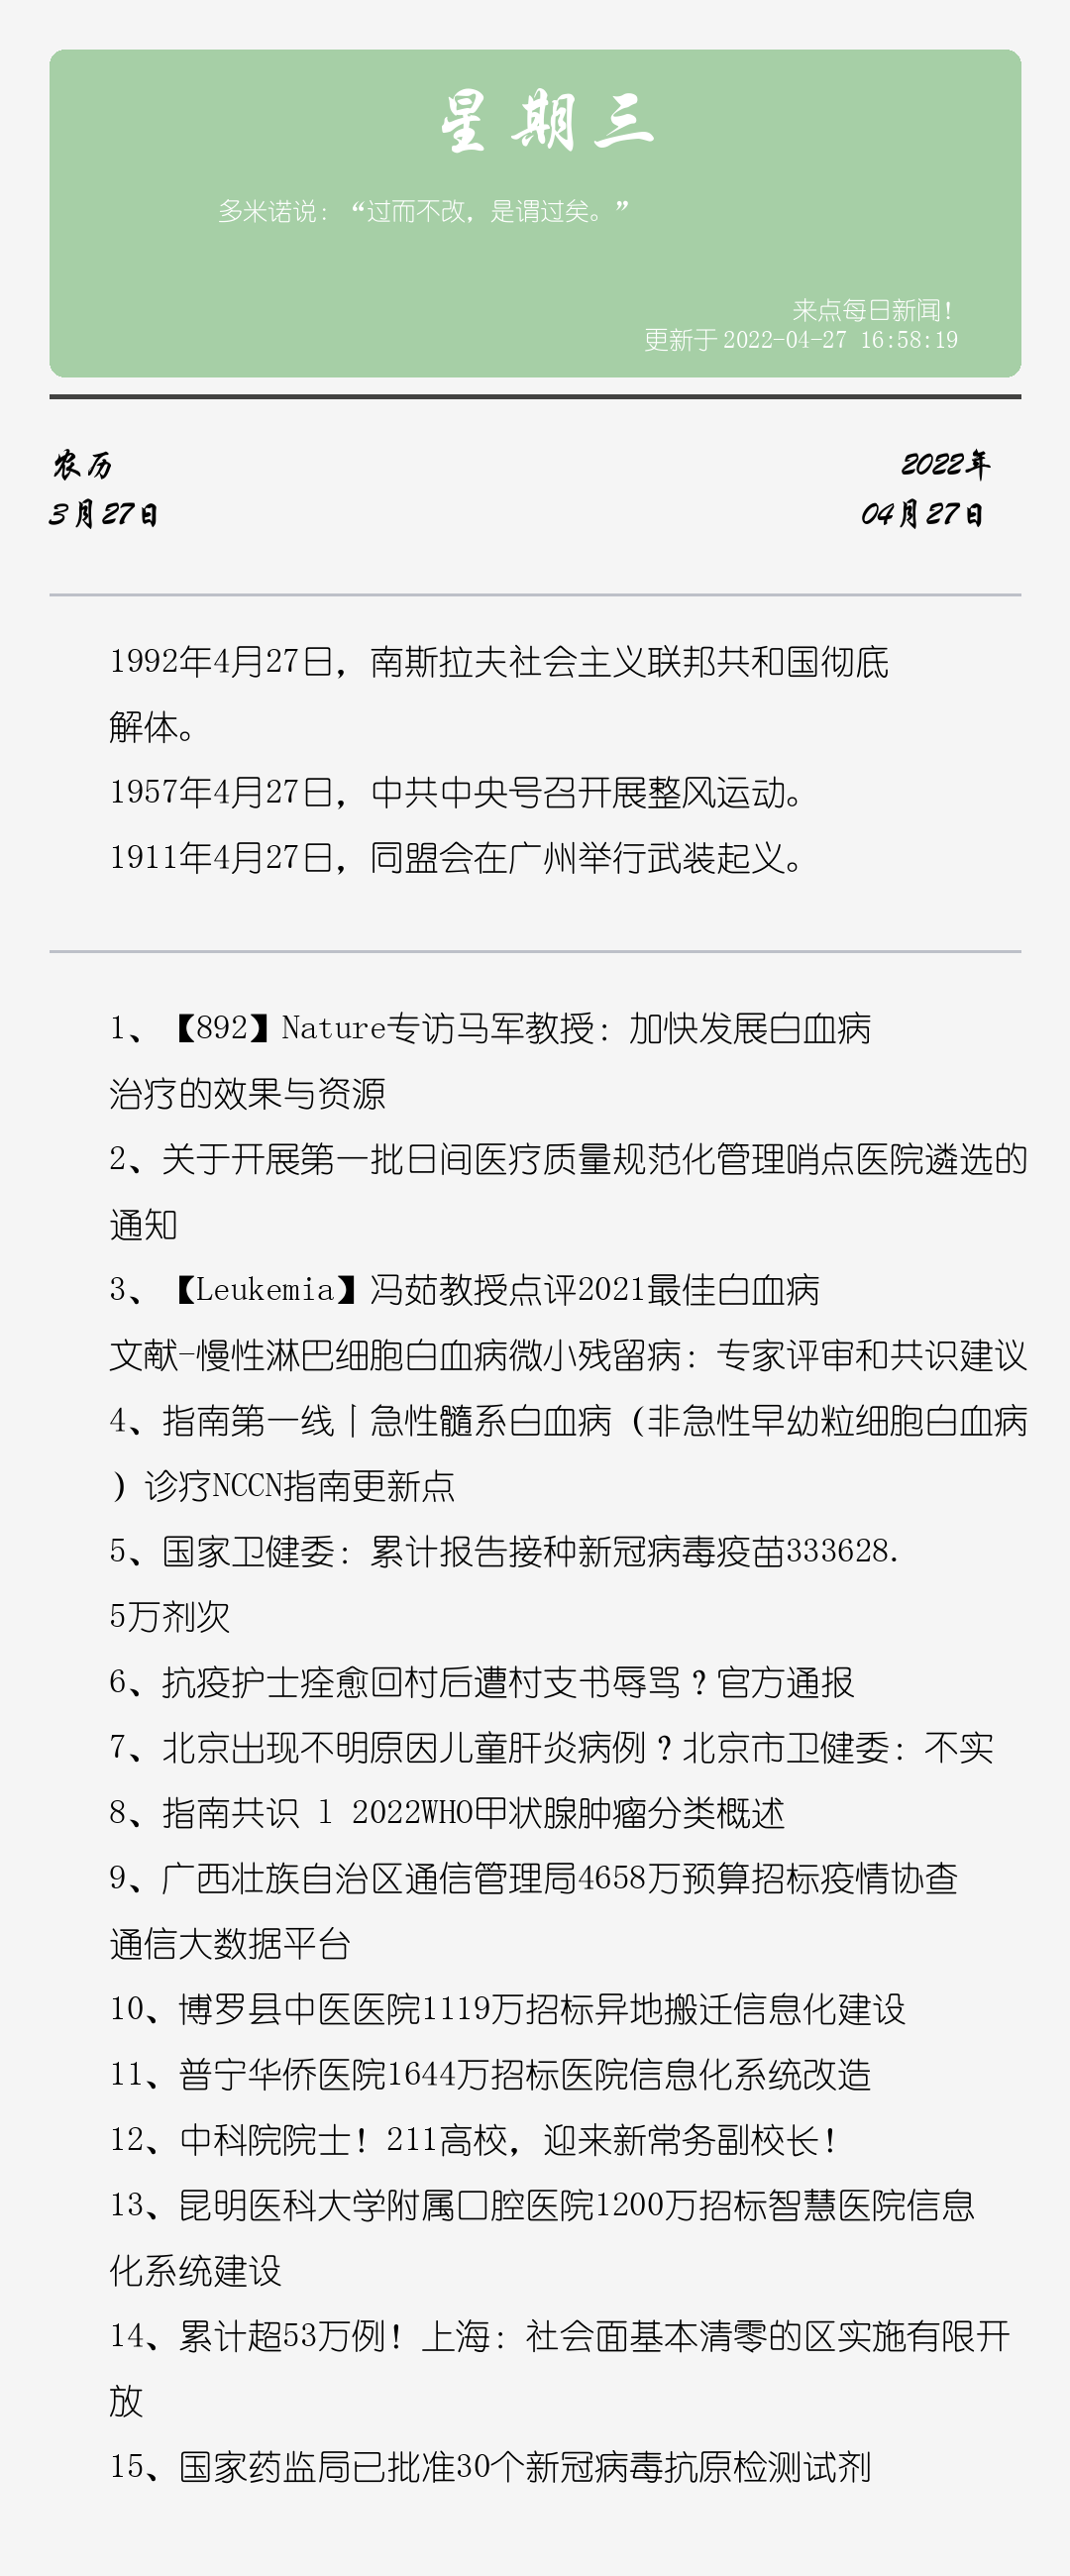 星期三
多米诺说：“过而不改，是谓过矣。”
来点每日新闻！
更新于 2022-04-27 16:58:19
农历
2022年
3月27日
04月27日
1992年4月27日，南斯拉夫社会主义联邦共和国彻底
解体。
1957年4月27日，中共中央号召开展整风运动。
1911年4月27日，同盟会在广州举行武装起义。
1、【892】Nature专访马军教授：加快发展白血病
治疗的效果与资源
2、关于开展第一批日间医疗质量规范化管理哨点医院遴选的
通知
3、【Leukemia】冯茹教授点评2021最佳白血病
文献-慢性淋巴细胞白血病微小残留病：专家评审和共识建议
4、指南第一线丨急性髓系白血病（非急性早幼粒细胞白血病
）诊疗NCCN指南更新点
5、国家卫健委：累计报告接种新冠病毒疫苗333628.
5万剂次
6、抗疫护士痊愈回村后遭村支书辱骂？官方通报
7、北京出现不明原因儿童肝炎病例？北京市卫健委：不实
8、指南共识 l 2022WHO甲状腺肿瘤分类概述
9、广西壮族自治区通信管理局4658万预算招标疫情协查
通信大数据平台
10、博罗县中医医院1119万招标异地搬迁信息化建设
11、普宁华侨医院1644万招标医院信息化系统改造
12、中科院院士！211高校，迎来新常务副校长！
13、昆明医科大学附属口腔医院1200万招标智慧医院信息
化系统建设
14、累计超53万例！上海：社会面基本清零的区实施有限开
放
15、国家药监局已批准30个新冠病毒抗原检测试剂